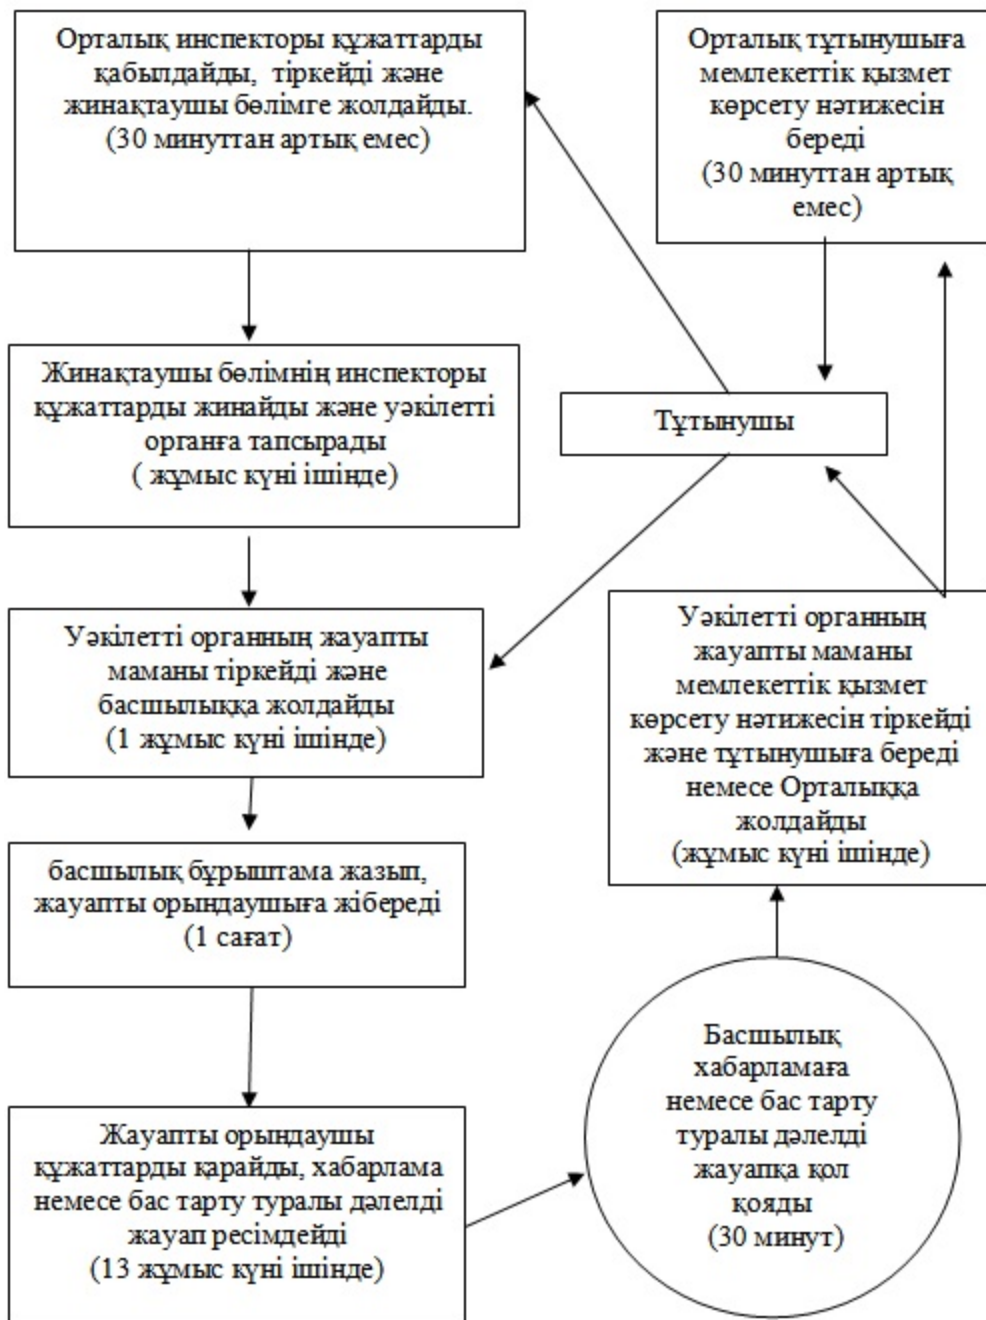 Орталық инспекторы құжаттарды
қабылдайды, тіркейді және
жинақтаушы бөлімге жолдайды.
(30 минуттан артық емес)
Орталық тұтынушыға
мемлекеттік қызмет
көрсету нәтижесін
береді
(30 минуттан артық
емес)
Жинақтаушы бөлімнің инспекторы
құжаттарды жинайды және уәкілетті
органға тапсырады
( жұмыс күні ішінде)
Тұтынушы
Уәкілетті органның жауапты
маманы тіркейді және
басшылыққа жолдайды
(1 жұмыс күні ішінде)
Уәкілетті органның
жауапты маманы
мемлекеттік қызмет
көрсету нәтижесін тіркейді
және тұтынушыға береді
немесе Орталыққа
жолдайды
(жұмыс күні ішінде)
басшылық бұрыштама жазып,
жауапты орындаушыға жібереді
(1 сағат)
Жауапты орындаушы
құжаттарды қарайды, хабарлама
немесе бас тарту туралы дәлелді
жауап ресімдейді
(13 жұмыс күні ішінде)
Басшылық
хабарламаға
немесе бас тарту
туралы дәлелді
жауапқа қол
қояды
(30 минут)